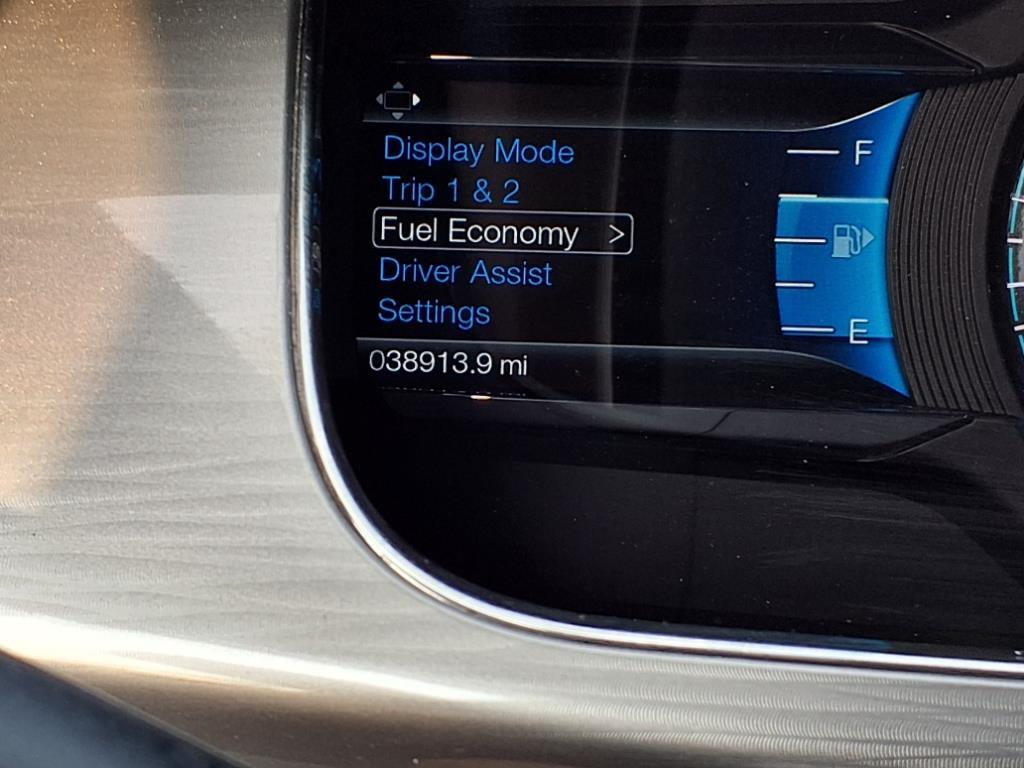 Display Mode
F
Trip 1 & 2
Fuel Economy >
Driver Assist
Settings
E
038913.9 mi